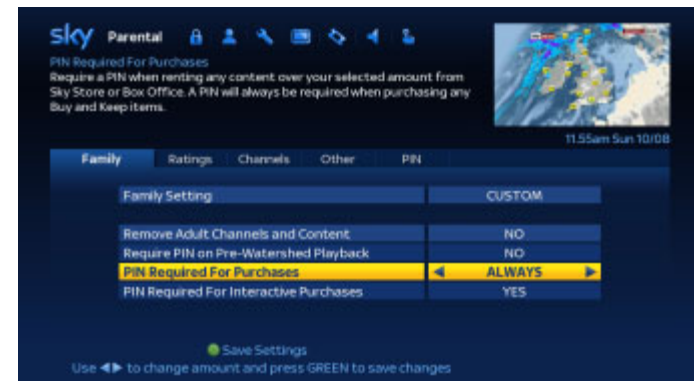 sky Parental
PIN Required For Purchases
Require a PIN when renting any content over your selected amount from
Sky Store or Box Office. A PIN will always be required when purchasing any
Buy and Keep items.
11.55am Sun 10/08
Family Ratings Channels Other PIN
Family Setting CUSTOM
Remove Adult Channels and Content NO
Require PIN on Pre-Watershed Playback NO
PIN Required For Purchases ALWAYS
PIN Required For Interactive Purchases YES
Save Settings
Use ◀▶ to change amount and press GREEN to save changes